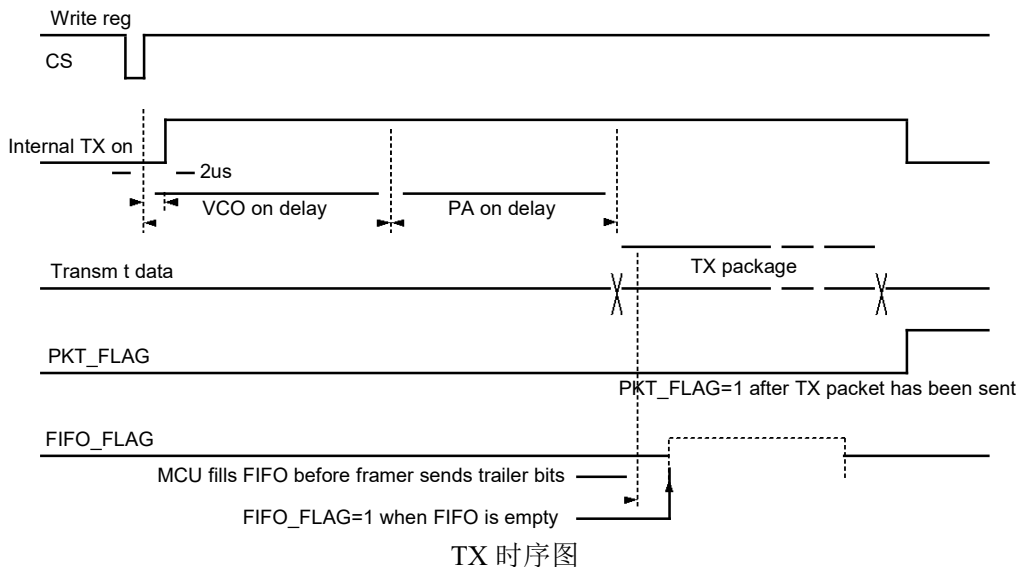 Write reg
CS
Internal TX on
2us
VCO on delay
PA on delay
TX package
Transm t data
PKT_FLAG
PKT_FLAG=1 after TX packet has been sent
FIFO_FLAG
MCU fills FIFO before framer sends trailer bits
FIFO_FLAG=1 when FIFO is empty
TX 时序图